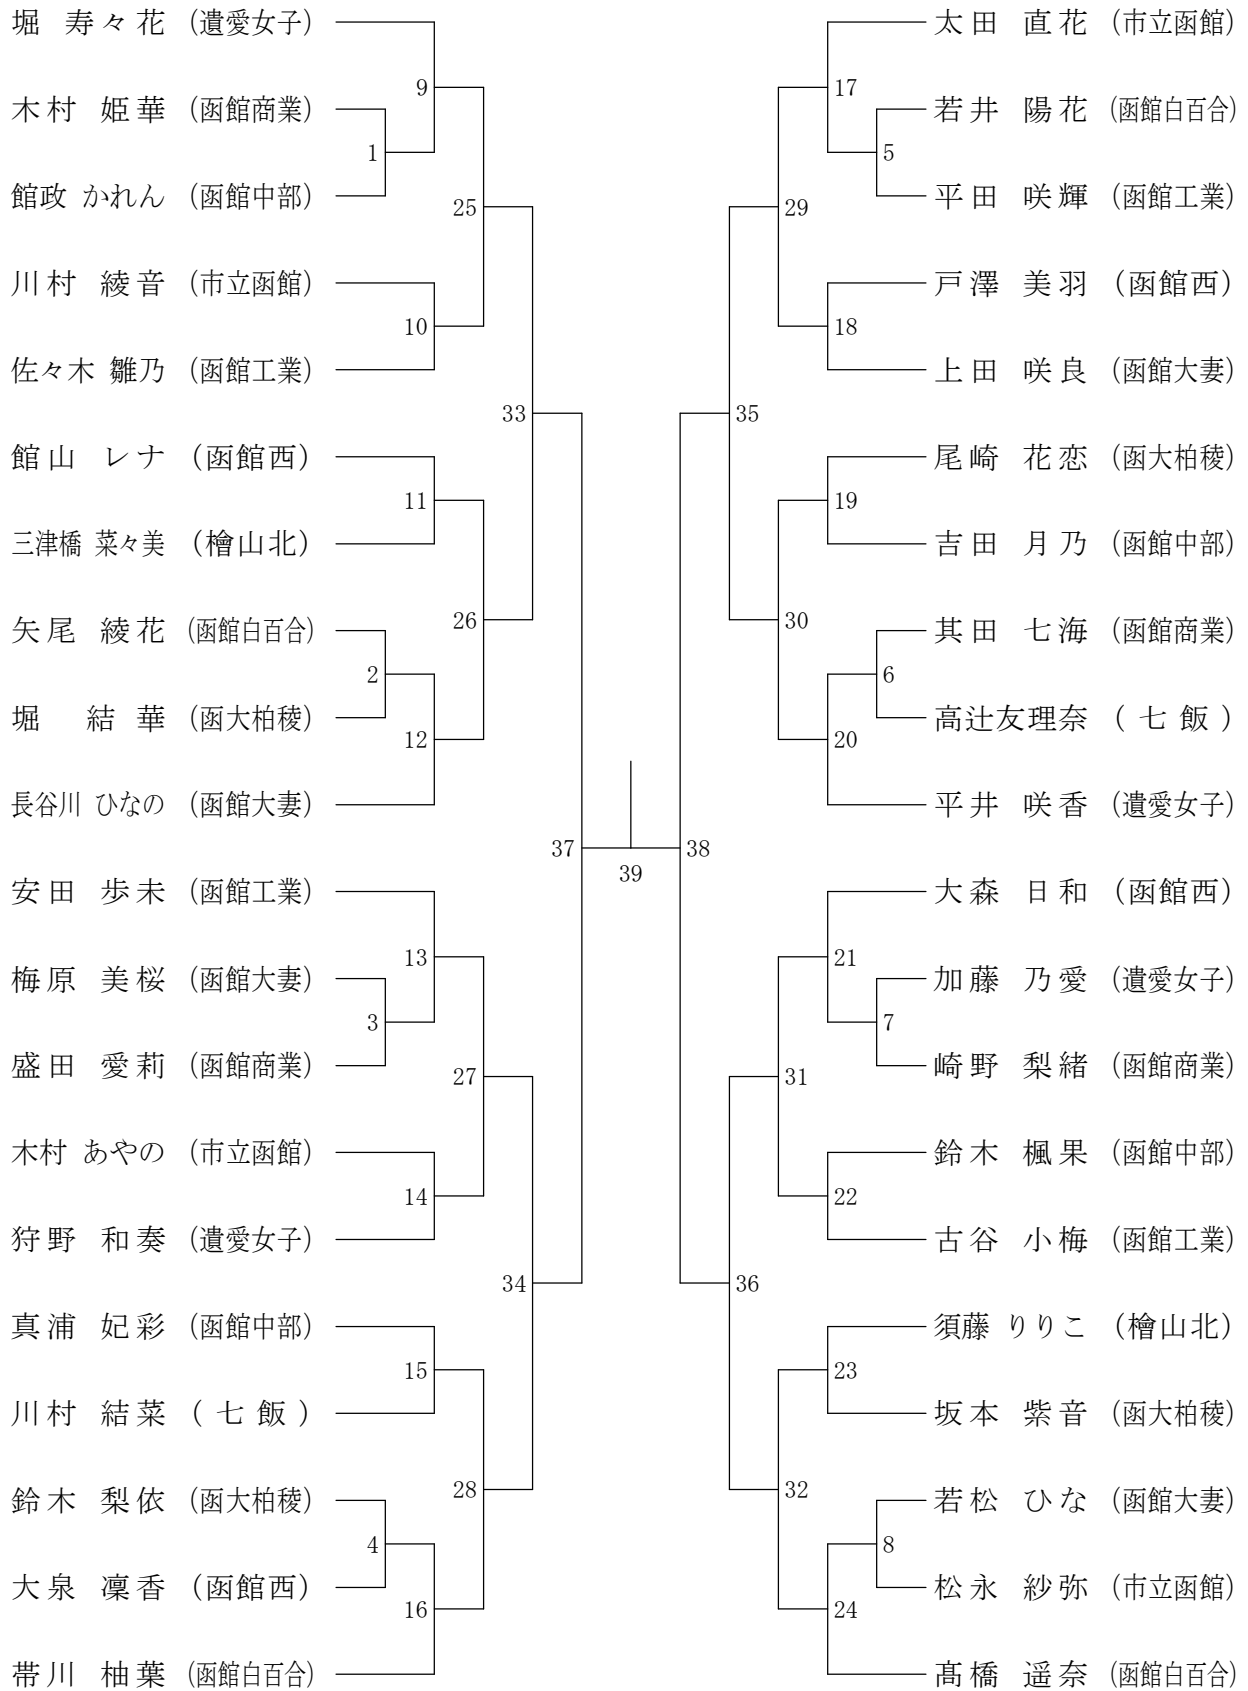 堀 寿々花 (遺愛女子)
木村 姫華 (函館商業)
館政 かれん (函館中部)
川村 綾音 (市立函館)
佐々木 雛乃 (函館工業)
館山 レナ (函館西)
三津橋 菜々美 (檜山北)
矢尾 綾花 (函館白百合)
堀 結華 (函大柏稜)
長谷川 ひなの (函館大妻)
安田 歩未 (函館工業)
梅原 美桜 (函館大妻)
盛田 愛莉 (函館商業)
木村 あやの (市立函館)
狩野 和奏 (遺愛女子)
真浦 妃彩 (函館中部)
川村 結菜 (七飯)
鈴木 梨依 (函大柏稜)
大泉 凜香 (函館西)
帯川 柚葉 (函館白百合)
1
2
3
4
9
10
11
12
13
14
15
16
25
26
27
28
33
34
37
39
38
35
36
29
30
31
32
17
18
19
20
21
22
23
24
5
6
7
8
太田 直花 (市立函館)
若井 陽花 (函館白百合)
平田 咲輝 (函館工業)
戸澤 美羽 (函館西)
上田 咲良 (函館大妻)
尾崎 花恋 (函大柏稜)
吉田 月乃 (函館中部)
其田 七海 (函館商業)
高辻友理奈 (七飯)
平井 咲香 (遺愛女子)
大森 日和 (函館西)
加藤 乃愛 (遺愛女子)
崎野 梨緒 (函館商業)
鈴木 楓果 (函館中部)
古谷 小梅 (函館工業)
須藤 りりこ (檜山北)
坂本 紫音 (函大柏稜)
若松 ひな (函館大妻)
松永 紗弥 (市立函館)
髙橋 遥奈 (函館白百合)